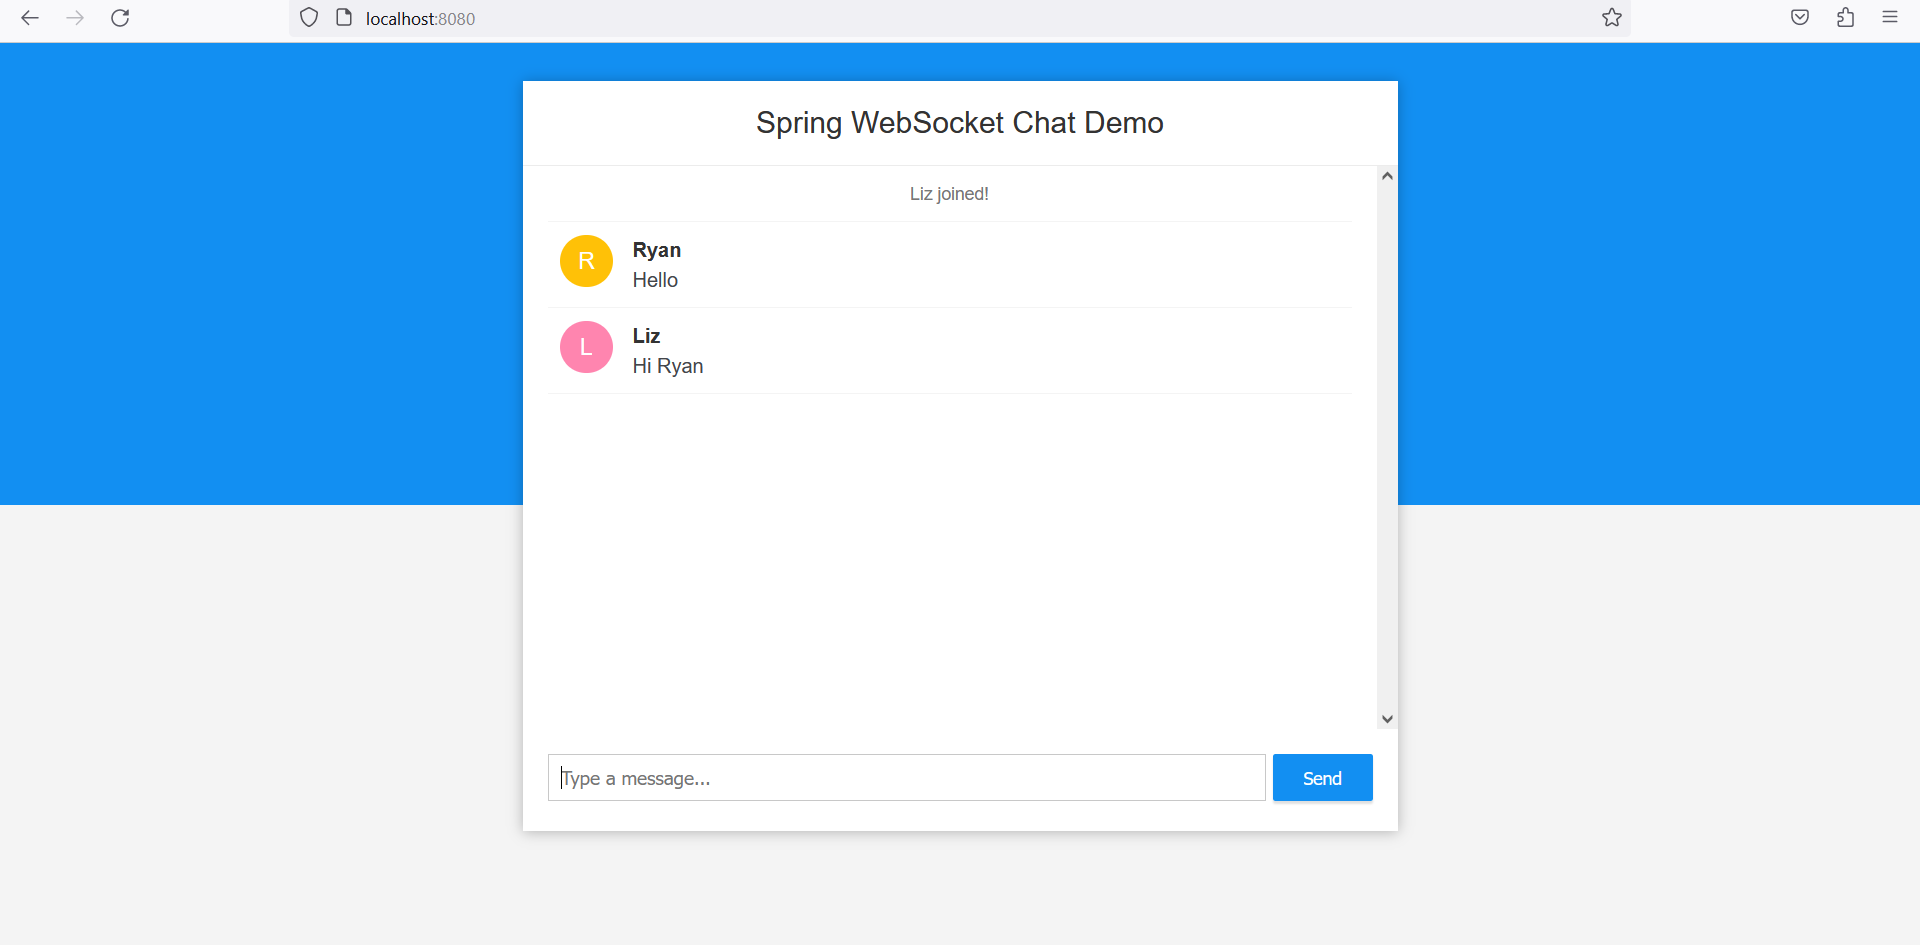 localhost:8080
Spring WebSocket Chat Demo
Liz joined!
R
Ryan
Hello
L
Liz
Hi Ryan
Type a message...
Send